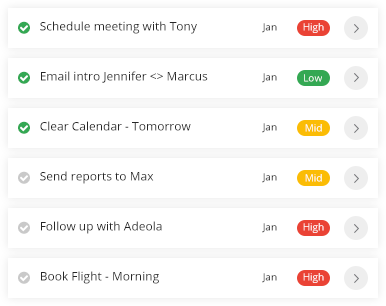 Schedule meeting with Tony Jan High
Email intro Jennifer <> Marcus Jan Low
Clear Calendar - Tomorrow Jan Mid
Send reports to Max Jan Mid
Follow up with Adeola Jan High
Book Flight - Morning Jan High